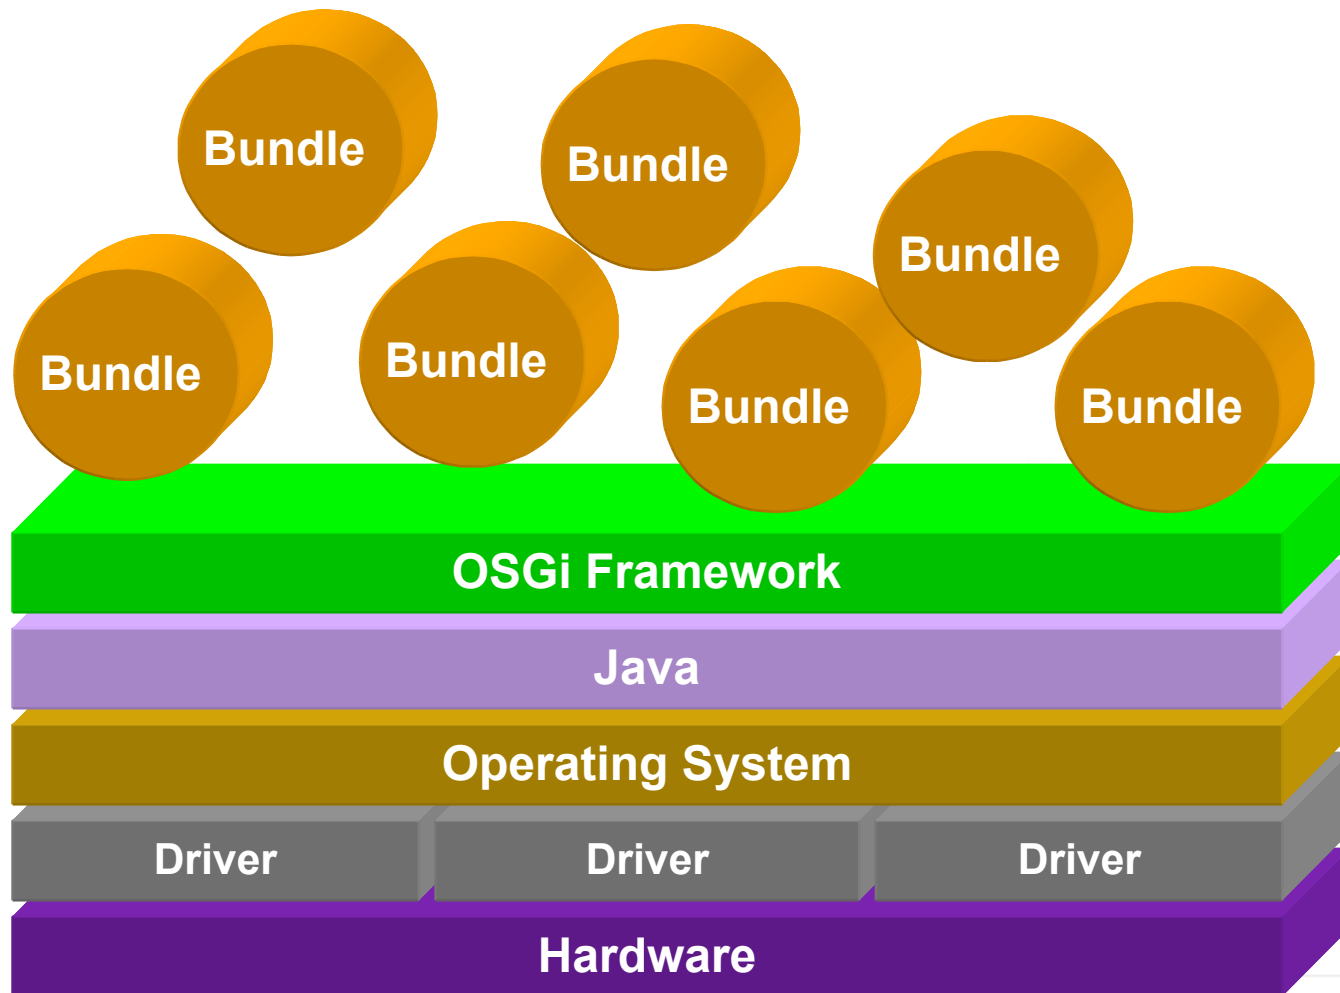 Bundle
Bundle
Bundle
Bundle
Bundle
Bundle
Bundle
OSGi Framework
Java
Operating System
Driver Driver Driver
Hardware